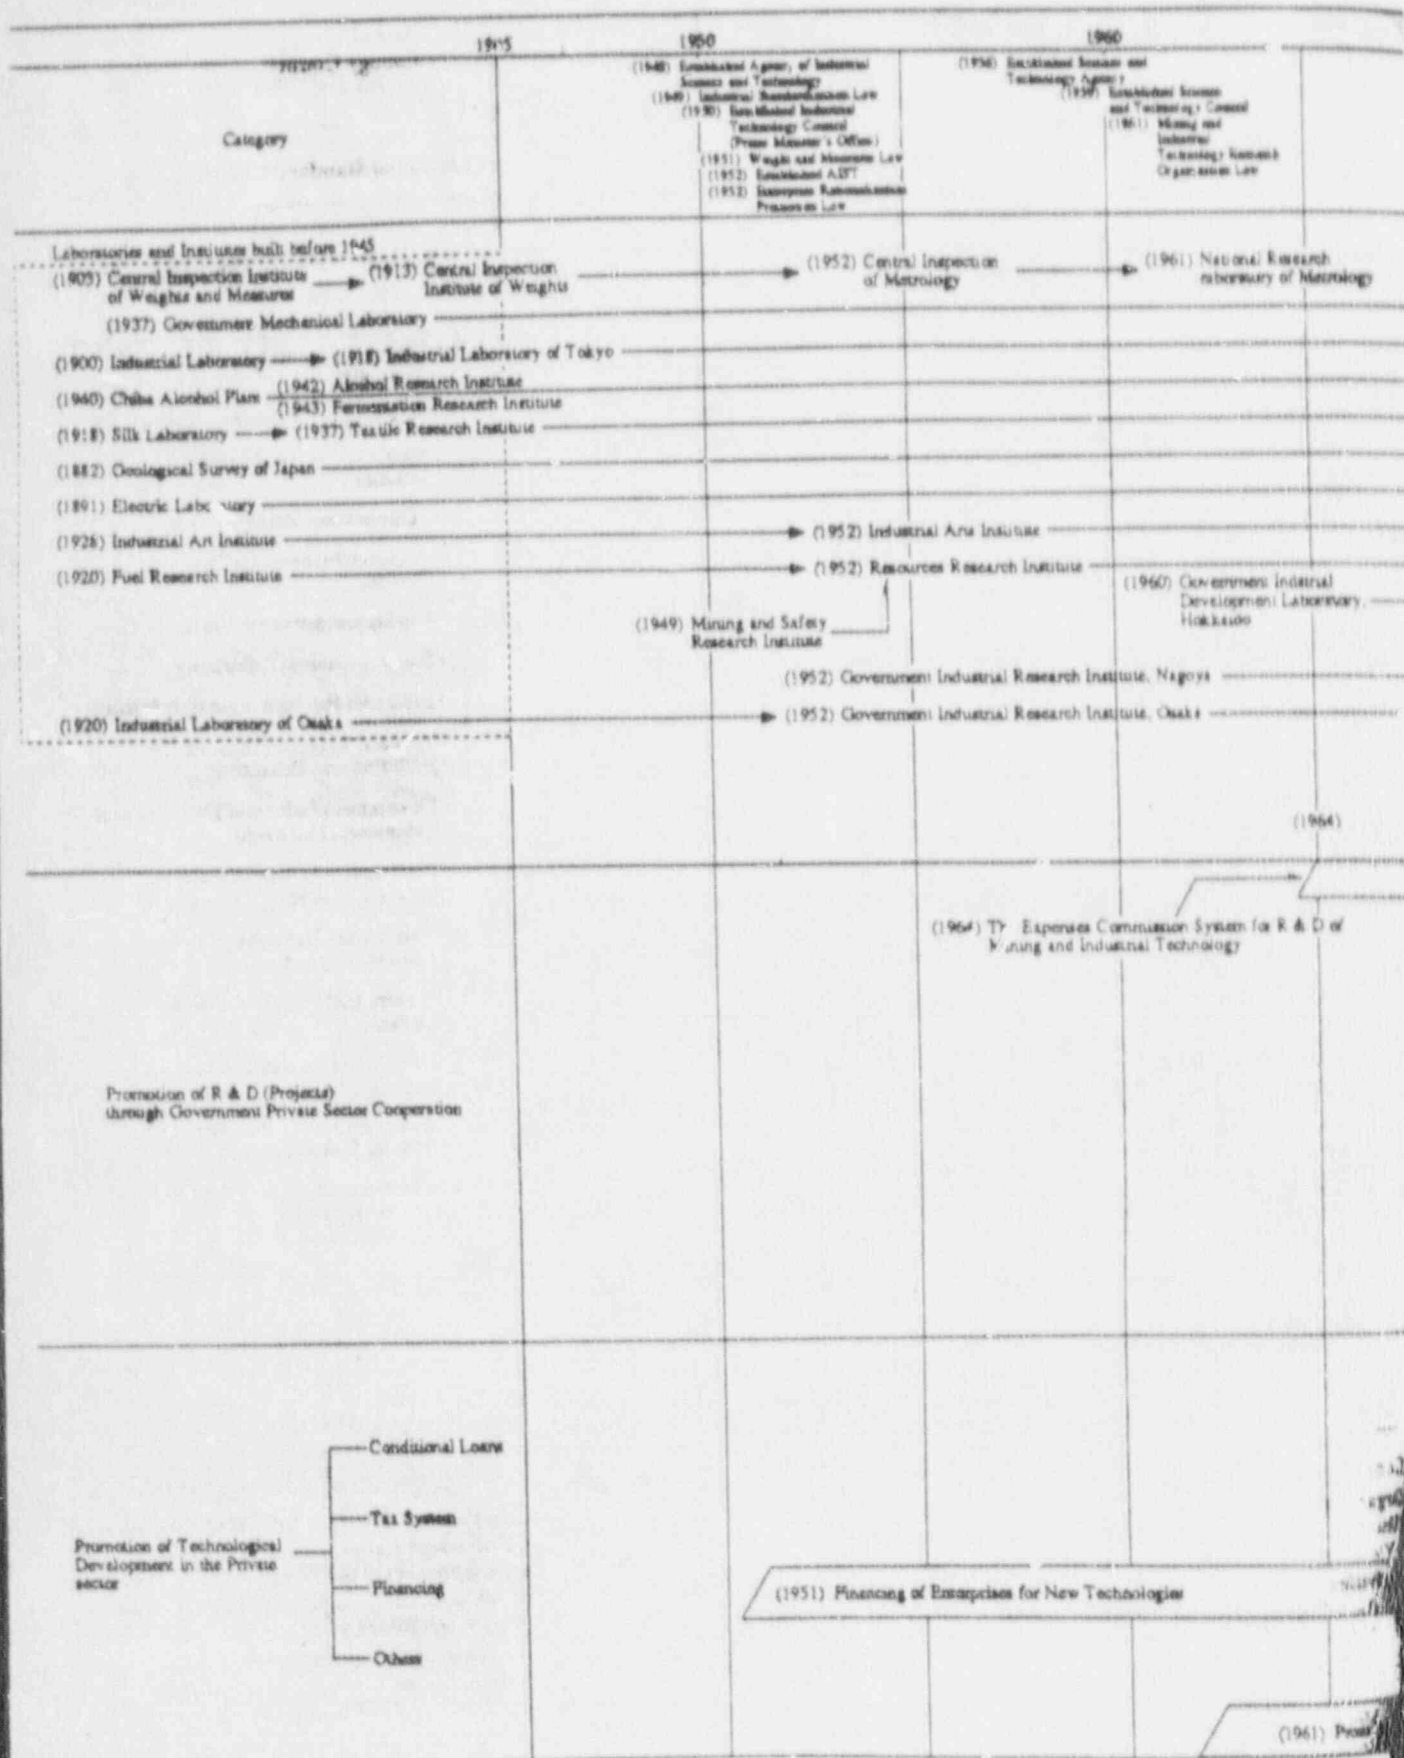 1950
1960
Category
(1948) Established Agency of Industrial
Science and Technology
(1949) Industrial Standardization Law
(1950) Established Industrial
Technology Council
(Prime Minister's Office)
(1951) Weight and Measures Law
(1952) Established AIST
(1952) Enterprises Rationalization
Promotion Law
(1956) Established Science and
Technology Agency
(1959) Established Science
and Technology Council
(1961) Mining and
Industrial
Technology Research
Organization Law
Laboratories and Institutes built before 1945
(1903) Central Inspection Institute
of Weights and Measures
(1913) Central Inspection
Institute of Weights
(1952) Central Inspection
of Metrology
(1961) National Research
of Metrology
(1937) Government Mechanical Laboratory
(1900) Industrial Laboratory
(1918) Industrial Laboratory of Tokyo
(1940) Chiba Alcohol Plant
(1942) Alcohol Research Institute
(1943) Fermentation Research Institute
(1918) Silk Laboratory
(1937) Textile Research Institute
(1882) Geological Survey of Japan
(1891) Electric
(1928) Industrial Art Institute
(1952) Industrial Arts Institute
(1920) Fuel Research Institute
(1952) Resources Research Institute
(1960) Government Industrial
Development Laboratory,
Hokkaido
(1949) Mining and Safety
Research Institute
(1952) Government Industrial Research Institute, Nagoya
(1920) Industrial Laboratory of Osaka
(1952) Government Industrial Research Institute, Osaka
(1964)
(1964) Expenses Commission System for R & D of
and Industrial Technology
Promotion of R & D (Projects)
through Government Private Sector Cooperation
Conditional Loans
Tax System
Promotion of Technological
Development in the Private
sector
Financing
(1951) Financing of Enterprises for New Technologies
Others
(1961)